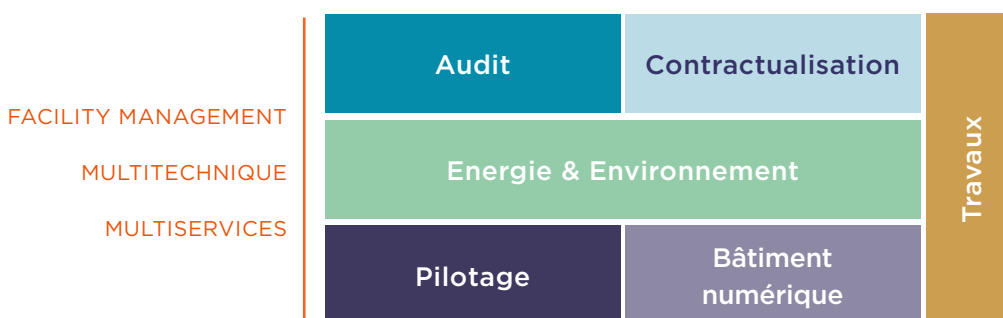 FACILITY MANAGEMENT
MULTITECHNIQUE
MULTISERVICES
Audit
Contractualisation
Energie & Environnement
Pilotage
Bâtiment
numérique
Travaux